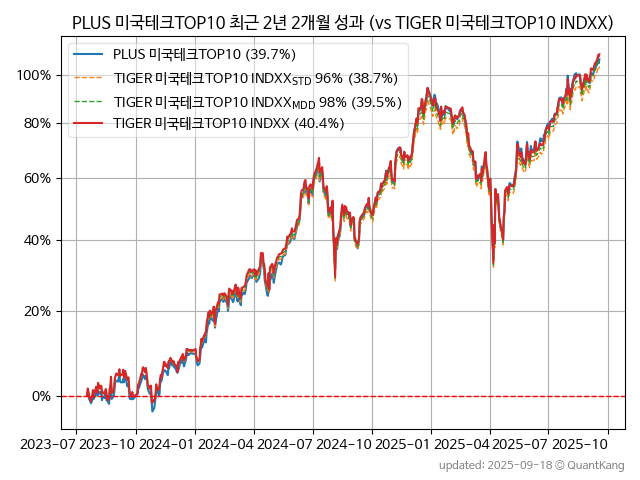 PLUS 미국테크TOP10 최근 2년 2개월 성과 (vs TIGER 미국테크TOP10 INDXX)
PLUS 미국테크TOP10 (39.7%)
TIGER 미국테크TOP10 INDXX_STD 96% (38.7%)
TIGER 미국테크TOP10 INDXX_MDD 98% (39.5%)
TIGER 미국테크TOP10 INDXX (40.4%)
100%
80%
60%
40%
20%
0%
2023-07 2023-10 2024-01 2024-04 2024-07 2024-10 2025-01 2025-04 2025-07 2025-10
updated: 2025-09-18 © QuantKang